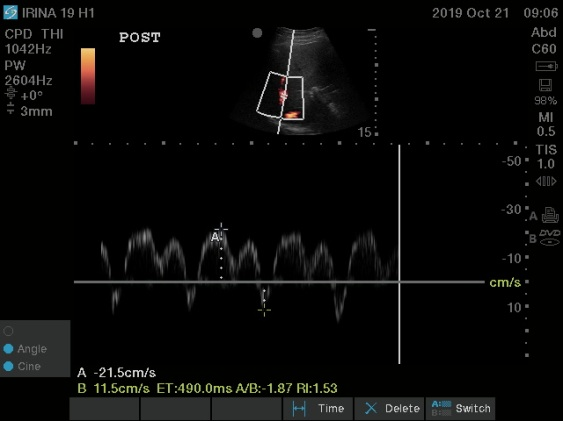 IRINA 19 H1 2019 Oct 21 09:06
CPD THI
1042Hz
PW
2604Hz
+0°
3mm
POST
15
Abd
C60
98%
MI
0.5
TIS
1.0
A
B DVD
-50
-30
-10
cm/s
10
A
Angle
Cine
A -21.5cm/s
B 11.5cm/s ET:490.0ms A/B:-1.87 RI:1.53
Time Delete A: B: Switch